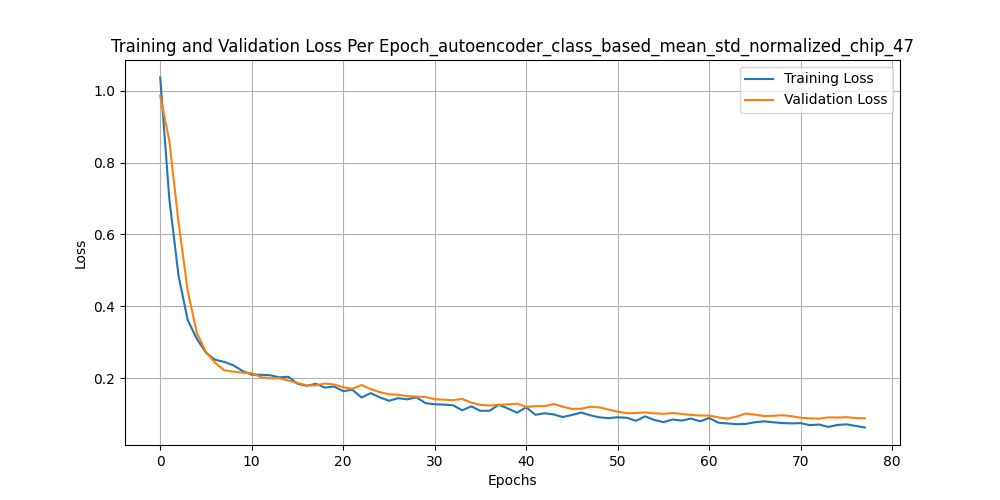 Training and Validation Loss Per Epoch_autoencoder_class_based_mean_std_normalized_chip_47
Training Loss
Validation Loss
1.0
0.8
0.6
0.4
0.2
Loss
0 10 20 30 40 50 60 70 80
Epochs